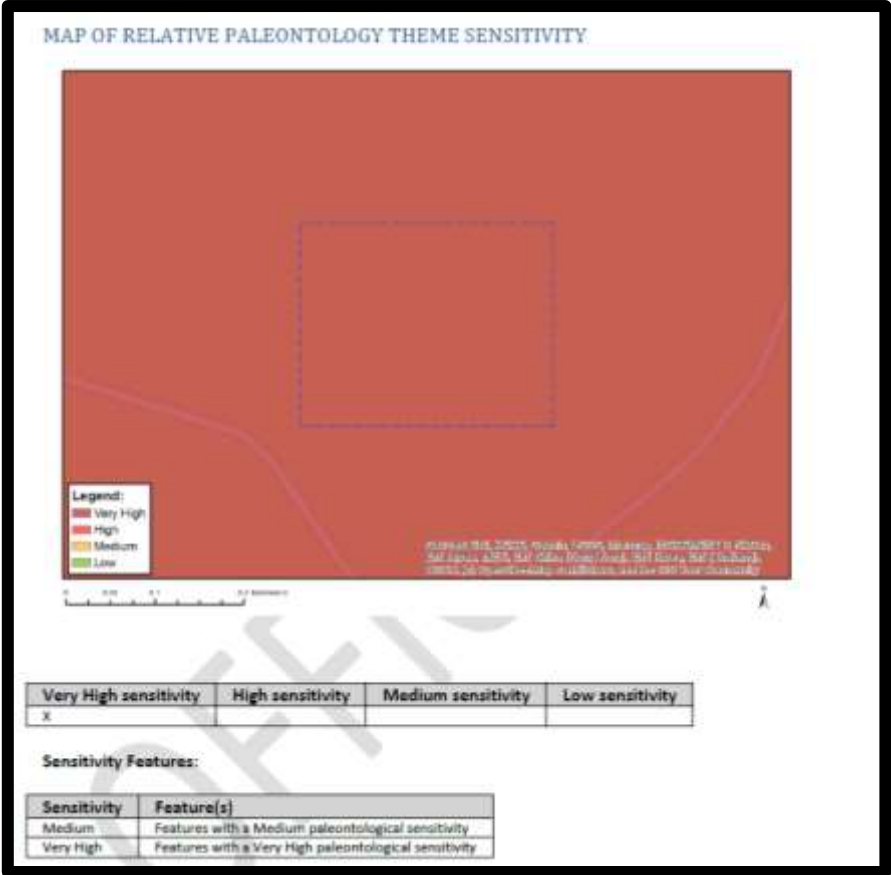 MAP OF RELATIVE PALEONTOLOGY THEME SENSITIVITY
Legend:
Very High
High
Medium
Low
Very High sensitivity High sensitivity Medium sensitivity Low sensitivity
X
Sensitivity Features:
Sensitivity Feature(s)
Medium Features with a Medium paleontological sensitivity
Very High Features with a Very High paleontological sensitivity